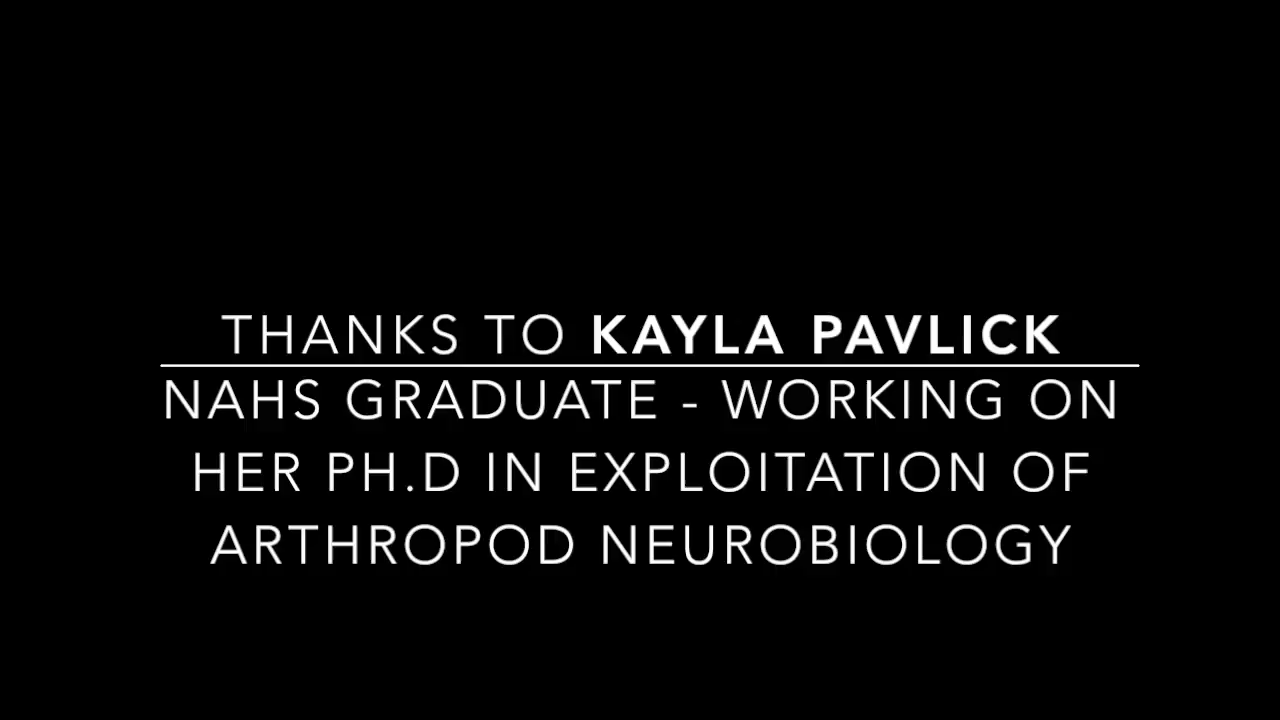 THANKS TO KAYLA PAVLICK
NAHS GRADUATE - WORKING ON
HER PH.D IN EXPLOITATION OF
ARTHROPOD NEUROBIOLOGY